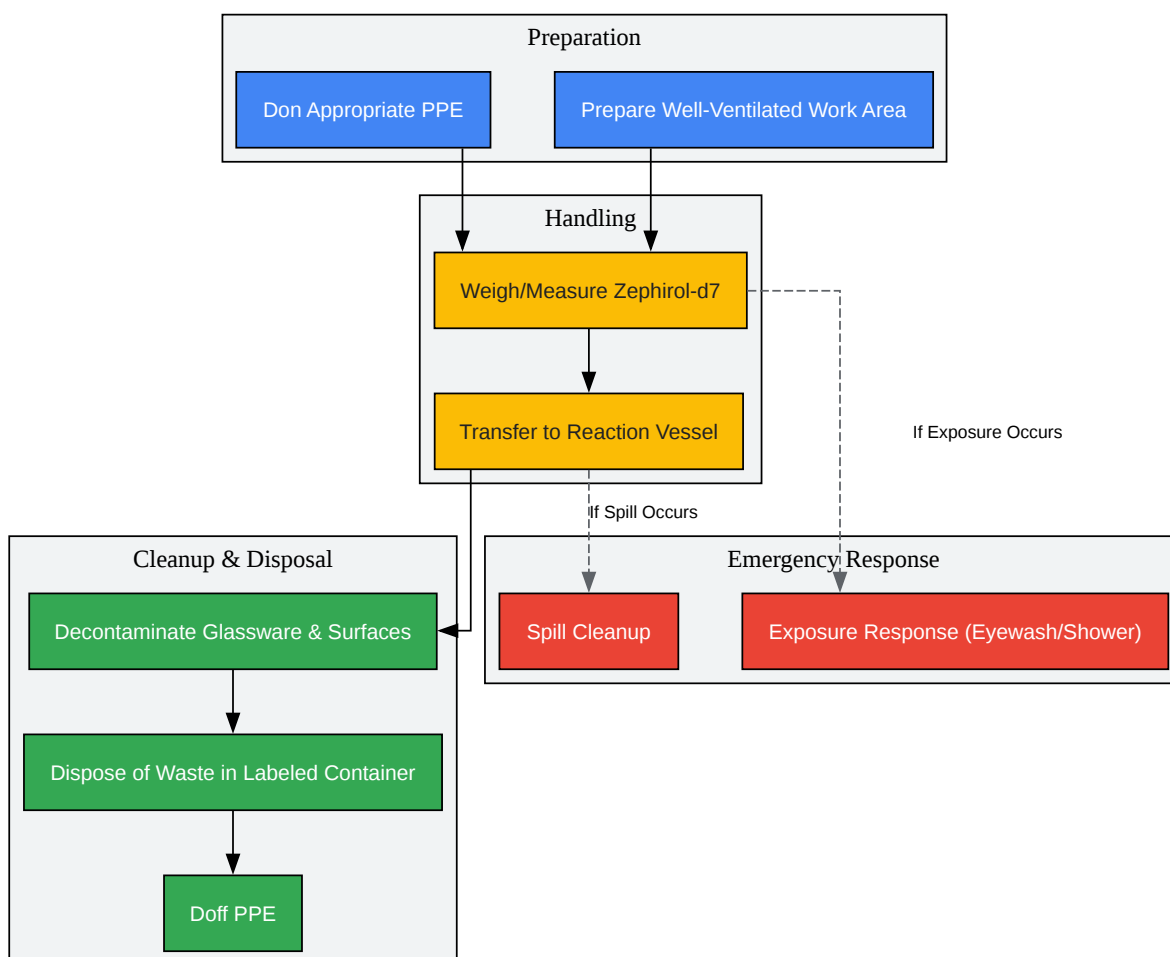 Preparation
Don Appropriate PPE
Prepare Well-Ventilated Work Area
Handling
Weigh/Measure Zephirol-d7
Transfer to Reaction Vessel
If Exposure Occurs
If Spill Occurs
Cleanup & Disposal
Emergency Response
Decontaminate Glassware & Surfaces
Spill Cleanup
Exposure Response (Eyewash/Shower)
Dispose of Waste in Labeled Container
Doff PPE